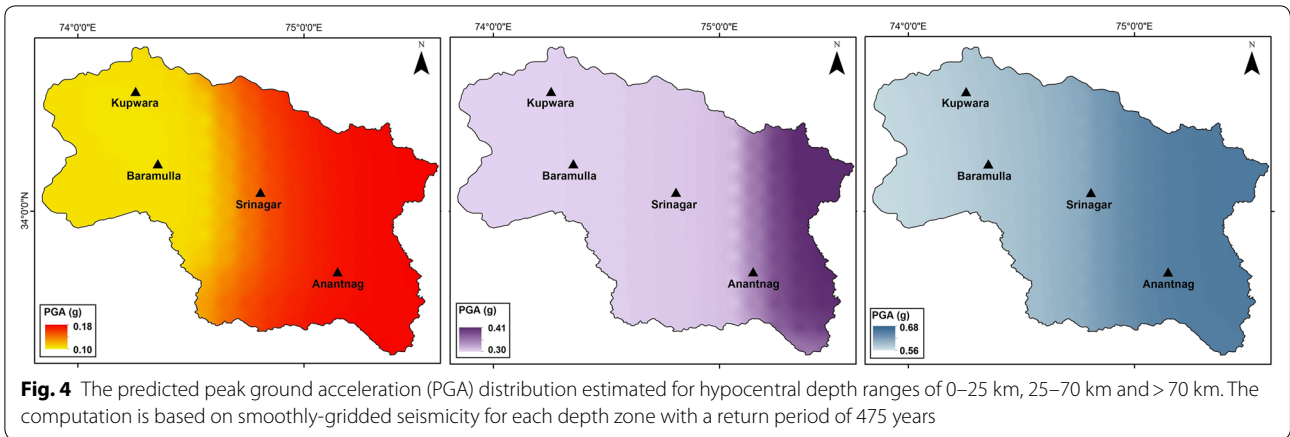 74°0'0"E 75°0'0"E 74°0'0"E 75°0'0"E 74°0'0"E 75°0'0"E
N N N
34°0'0"N
Kupwara
Baramulla
Srinagar
Anantnag
PGA (g)
0.18
0.10
Kupwara
Baramulla
Srinagar
Anantnag
PGA (g)
0.41
0.30
Kupwara
Baramulla
Srinagar
Anantnag
PGA (g)
0.68
0.56
Fig. 4 The predicted peak ground acceleration (PGA) distribution estimated for hypocentral depth ranges of 0–25 km, 25–70 km and > 70 km. The
computation is based on smoothly-gridded seismicity for each depth zone with a return period of 475 years